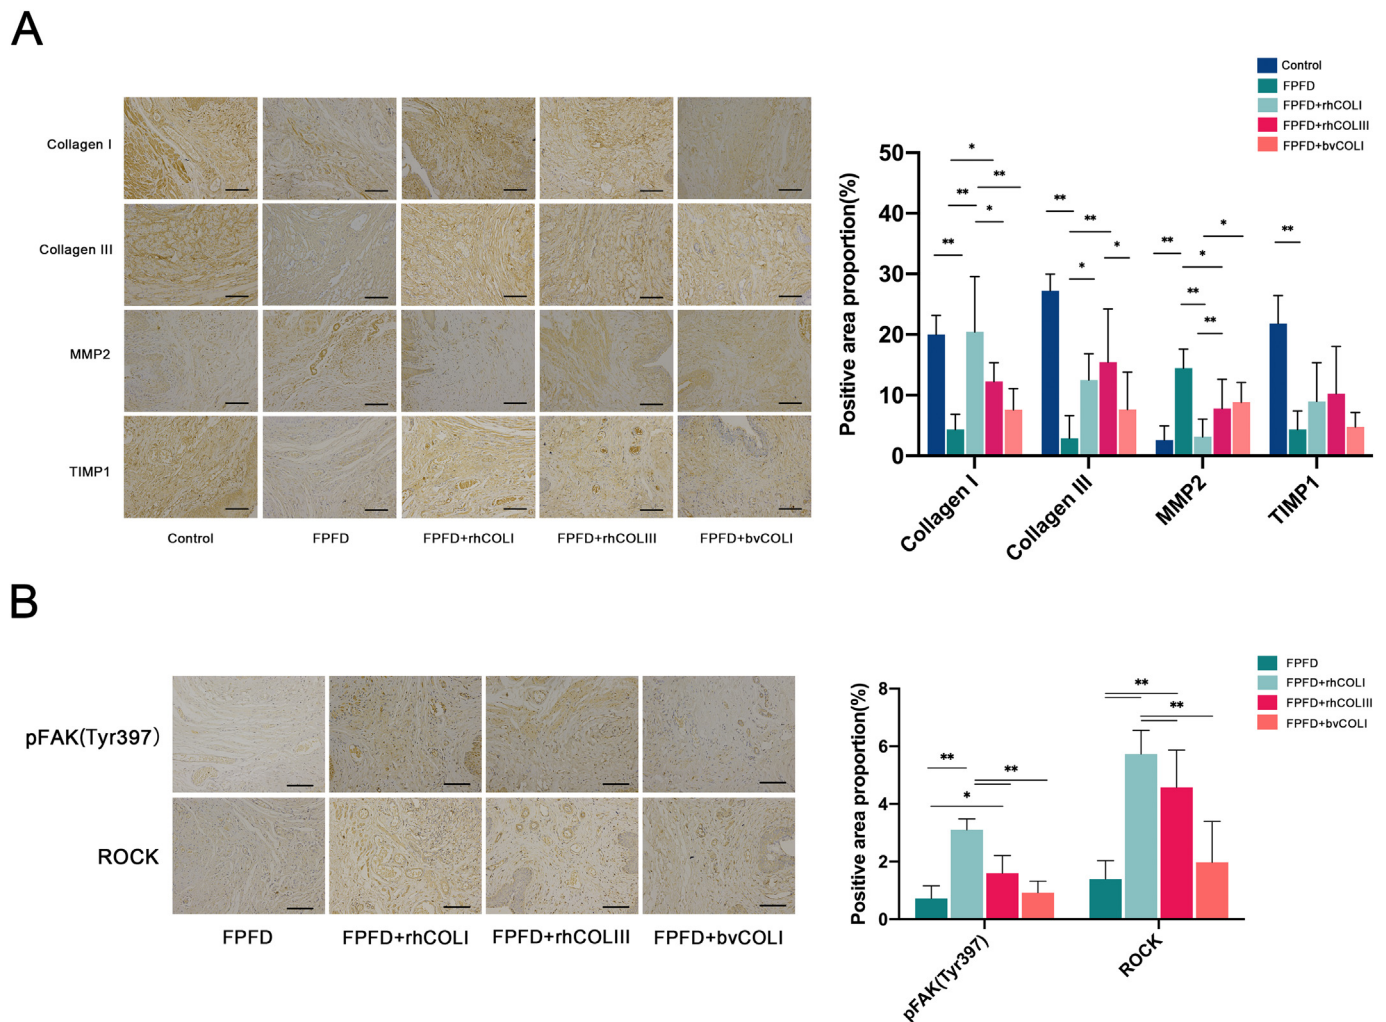 A
Collagen I
Collagen III
MMP2
TIMP1
Control
FPFD
FPFD+rhCOLI
FPFD+rhCOLIII
FPFD+bvCOLI
Control
FPFD
FPFD+rhCOLI
FPFD+rhCOLIII
FPFD+bvCOLI
Positive area proportion(%)
50
40
30
20
10
0
*
**
**
*
**
**
**
*
*
**
*
*
**
**
**
Collagen I
Collagen III
MMP2
TIMP1
B
pFAK(Tyr397)
ROCK
FPFD
FPFD+rhCOLI
FPFD+rhCOLIII
FPFD+bvCOLI
FPFD
FPFD+rhCOLI
FPFD+rhCOLIII
FPFD+bvCOLI
Positive area proportion(%)
8
6
4
2
0
**
**
*
**
**
pFAK(Tyr397)
ROCK